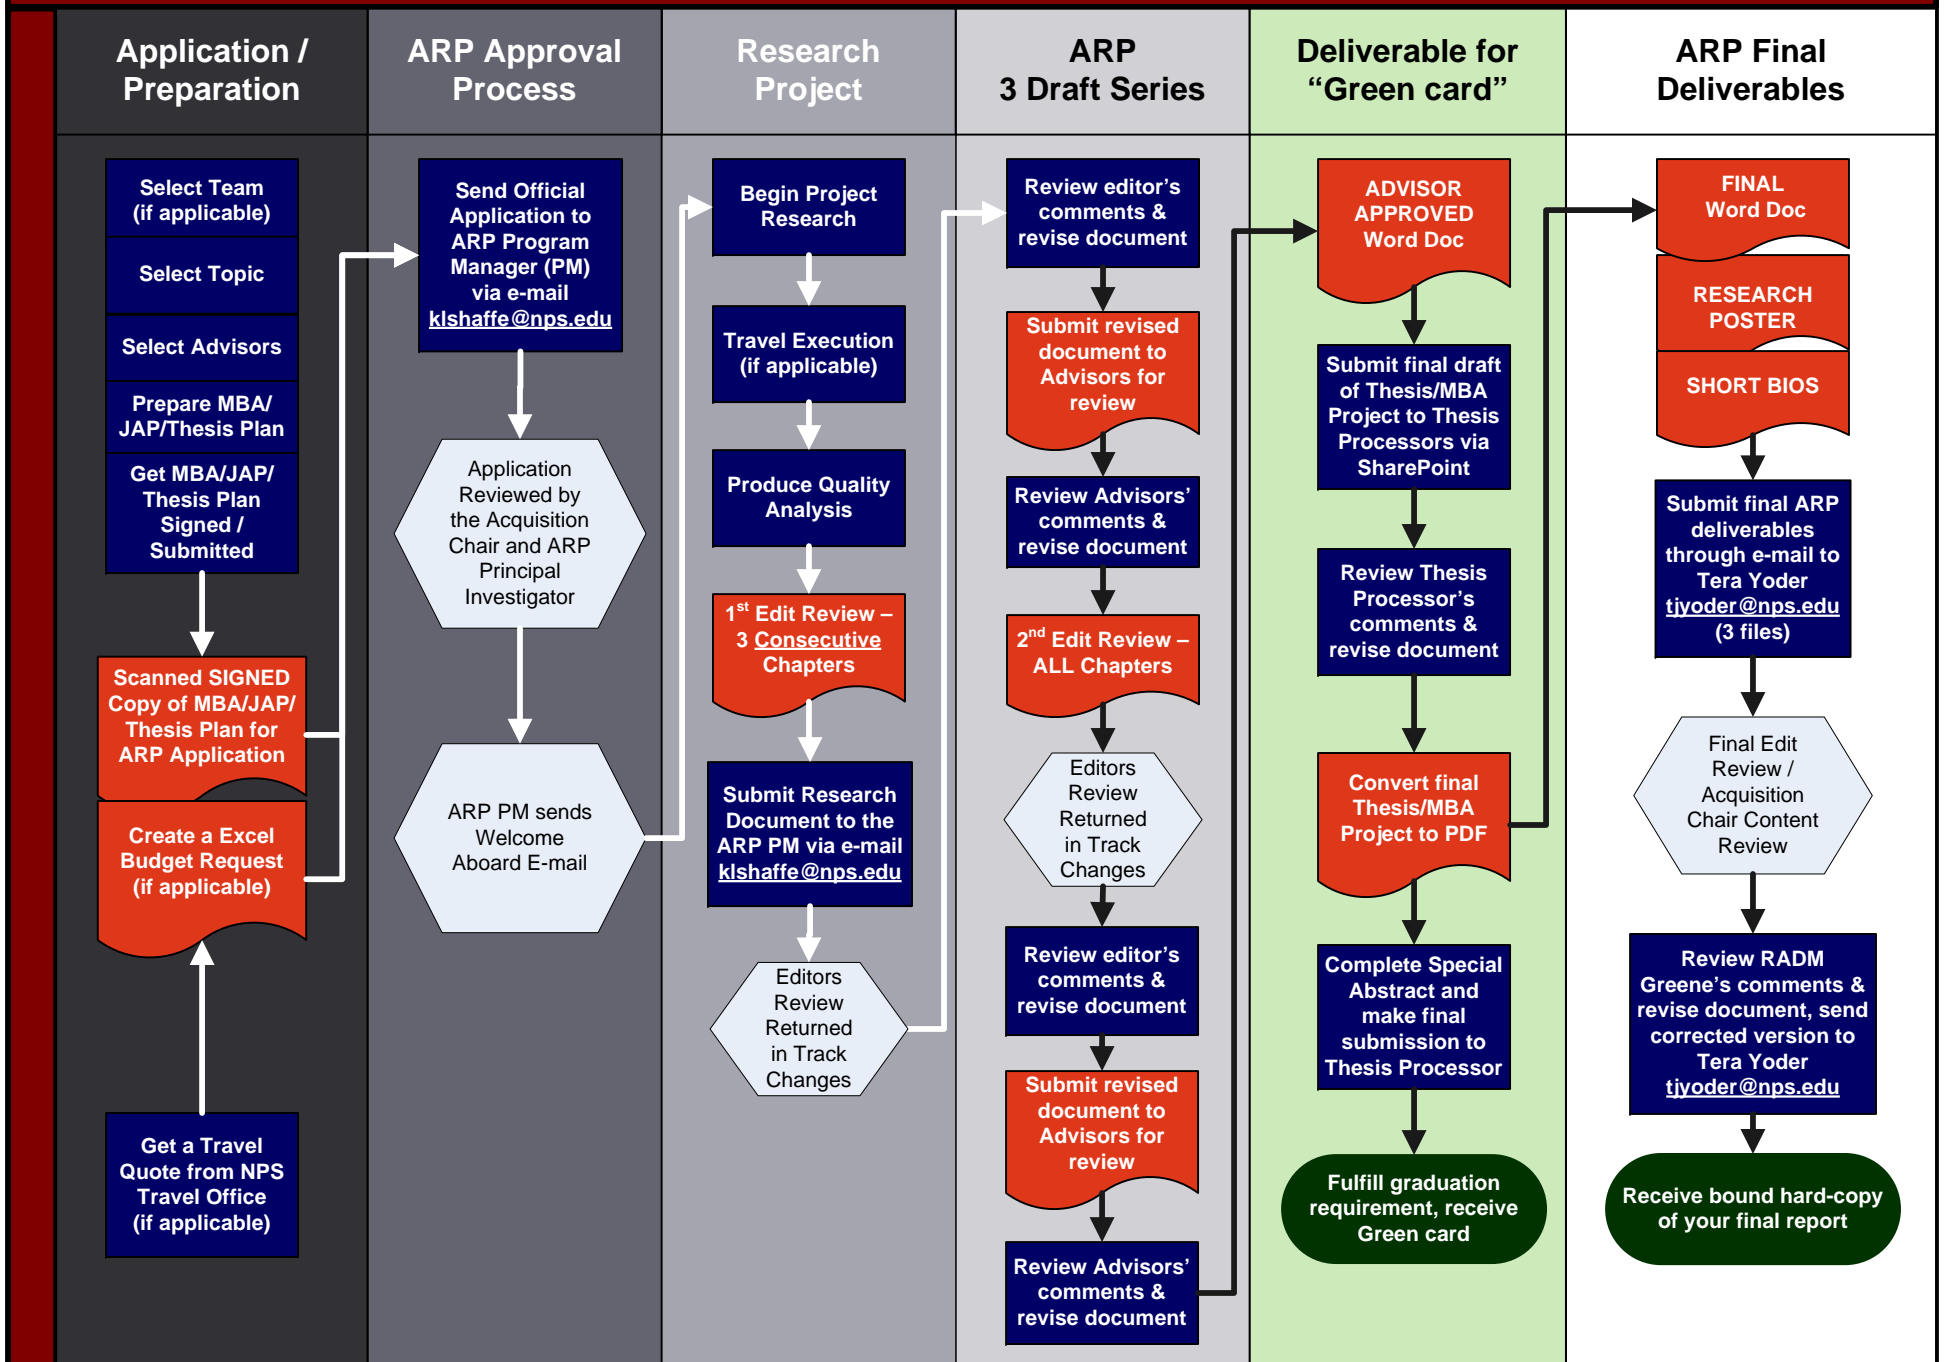 Application /
Preparation
Select Team
(if applicable)
Select Topic
Select Advisors
Prepare MBA/
JAP/Thesis Plan
Get MBA/JAP/
Thesis Plan
Signed /
Submitted
Scanned SIGNED
Copy of MBA/JAP/
Thesis Plan for
ARP Application
Create a Excel
Budget Request
(if applicable)
Get a Travel
Quote from NPS
Travel Office
(if applicable)
ARP Approval
Process
Send Official
Application to
ARP Program
Manager (PM)
via e-mail
klshaffe@nps.edu
Application
Reviewed by
the Acquisition
Chair and ARP
Principal
Investigator
ARP PM sends
Welcome
Aboard E-mail
Research
Project
Begin Project
Research
Travel Execution
(if applicable)
Produce Quality
Analysis
1st Edit Review –
3 Consecutive
Chapters
Submit Research
Document to the
ARP PM via e-mail
klshaffe@nps.edu
Editors
Review
Returned
in Track
Changes
ARP
3 Draft Series
Review editor’s
comments &
revise document
Submit revised
document to
Advisors for
review
Review Advisors’
comments &
revise document
2nd Edit Review –
ALL Chapters
Editors
Review
Returned
in Track
Changes
Review editor’s
comments &
revise document
Submit revised
document to
Advisors for
review
Review Advisors’
comments &
revise document
Deliverable for
“Green card”
ADVISOR
APPROVED
Word Doc
Submit final draft
of Thesis/MBA
Project to Thesis
Processors via
SharePoint
Review Thesis
Processor’s
comments &
revise document
Convert final
Thesis/MBA
Project to PDF
Complete Special
Abstract and
make final
submission to
Thesis Processor
Fulfill graduation
requirement, receive
Green card
ARP Final
Deliverables
FINAL
Word Doc
RESEARCH
POSTER
SHORT BIOS
Submit final ARP
deliverables
through e-mail to
Tera Yoder
tjyoder@nps.edu
(3 files)
Final Edit
Review /
Acquisition
Chair Content
Review
Review RADM
Greene’s comments &
revise document, send
corrected version to
Tera Yoder
tjyoder@nps.edu
Receive bound hard-copy
of your final report